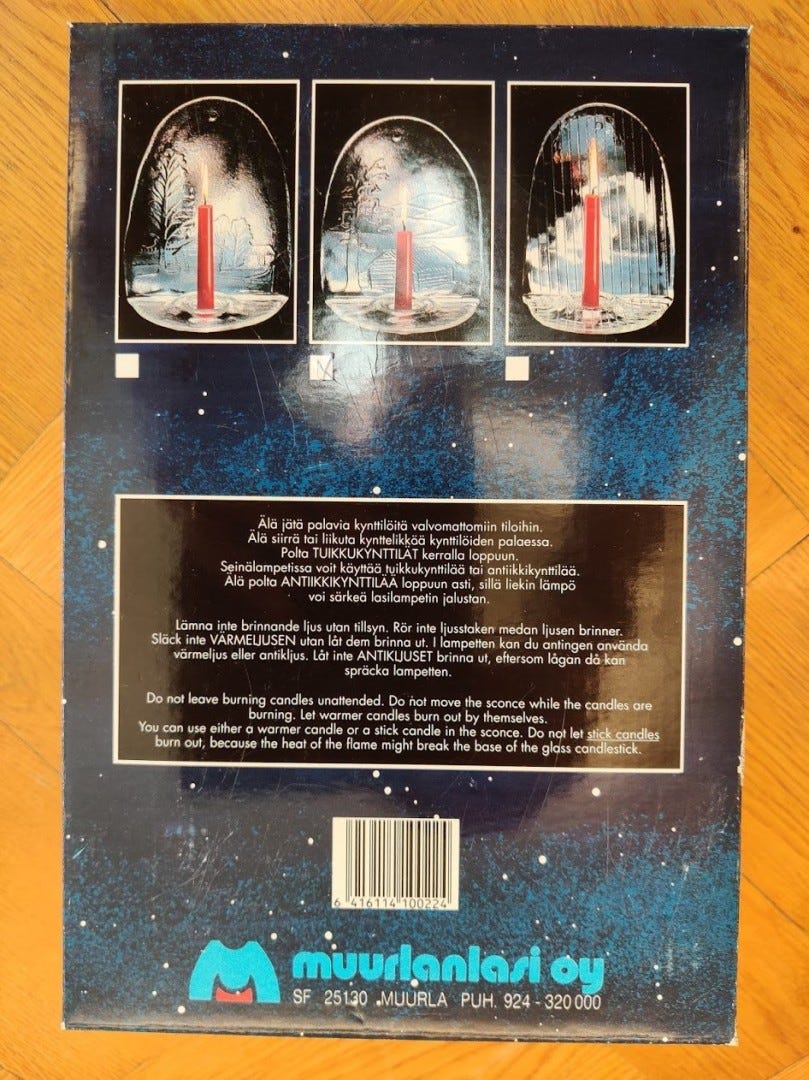 Älä jätä palavia kynttilöitä valvomattomiin tiloihin.
Älä siirrä tai liikuta kynttelikköä kynttilöiden palaessa.
Polta TUIKKUKYNTTILÄT kerralla loppuun.
Seinälampetissa voit käyttää tuikkukynttilää tai antiikkikynttilää.
Älä polta ANTIIKKIKYNTTILÄÄ loppuun asti, sillä liekin lämpö
voi särkeä lasilampetin jalustan.
Lämna inte brinnande ljus utan tillsyn. Rör inte ljusstaken medan ljusen brinner.
Släck inte VÄRMELJUSEN utan låt dem brinna ut. I lampetten kan du antingen använda
värmeljus eller antikljus. Låt inte ANTIKLJUSET brinna ut, eftersom lågan då kan
spräcka lampetten.
Do not leave burning candles unattended. Do not move the sconce while the candles are
burning. Let warmer candles burn out by themselves.
You can use either a warmer candle or a stick candle in the sconce. Do not let stick candles
burn out, because the heat of the flame might break the base of the glass candlestick.
6 416114 100224
muurlanlasi oy
SF 25130 MUURLA PUH. 924 - 320 000